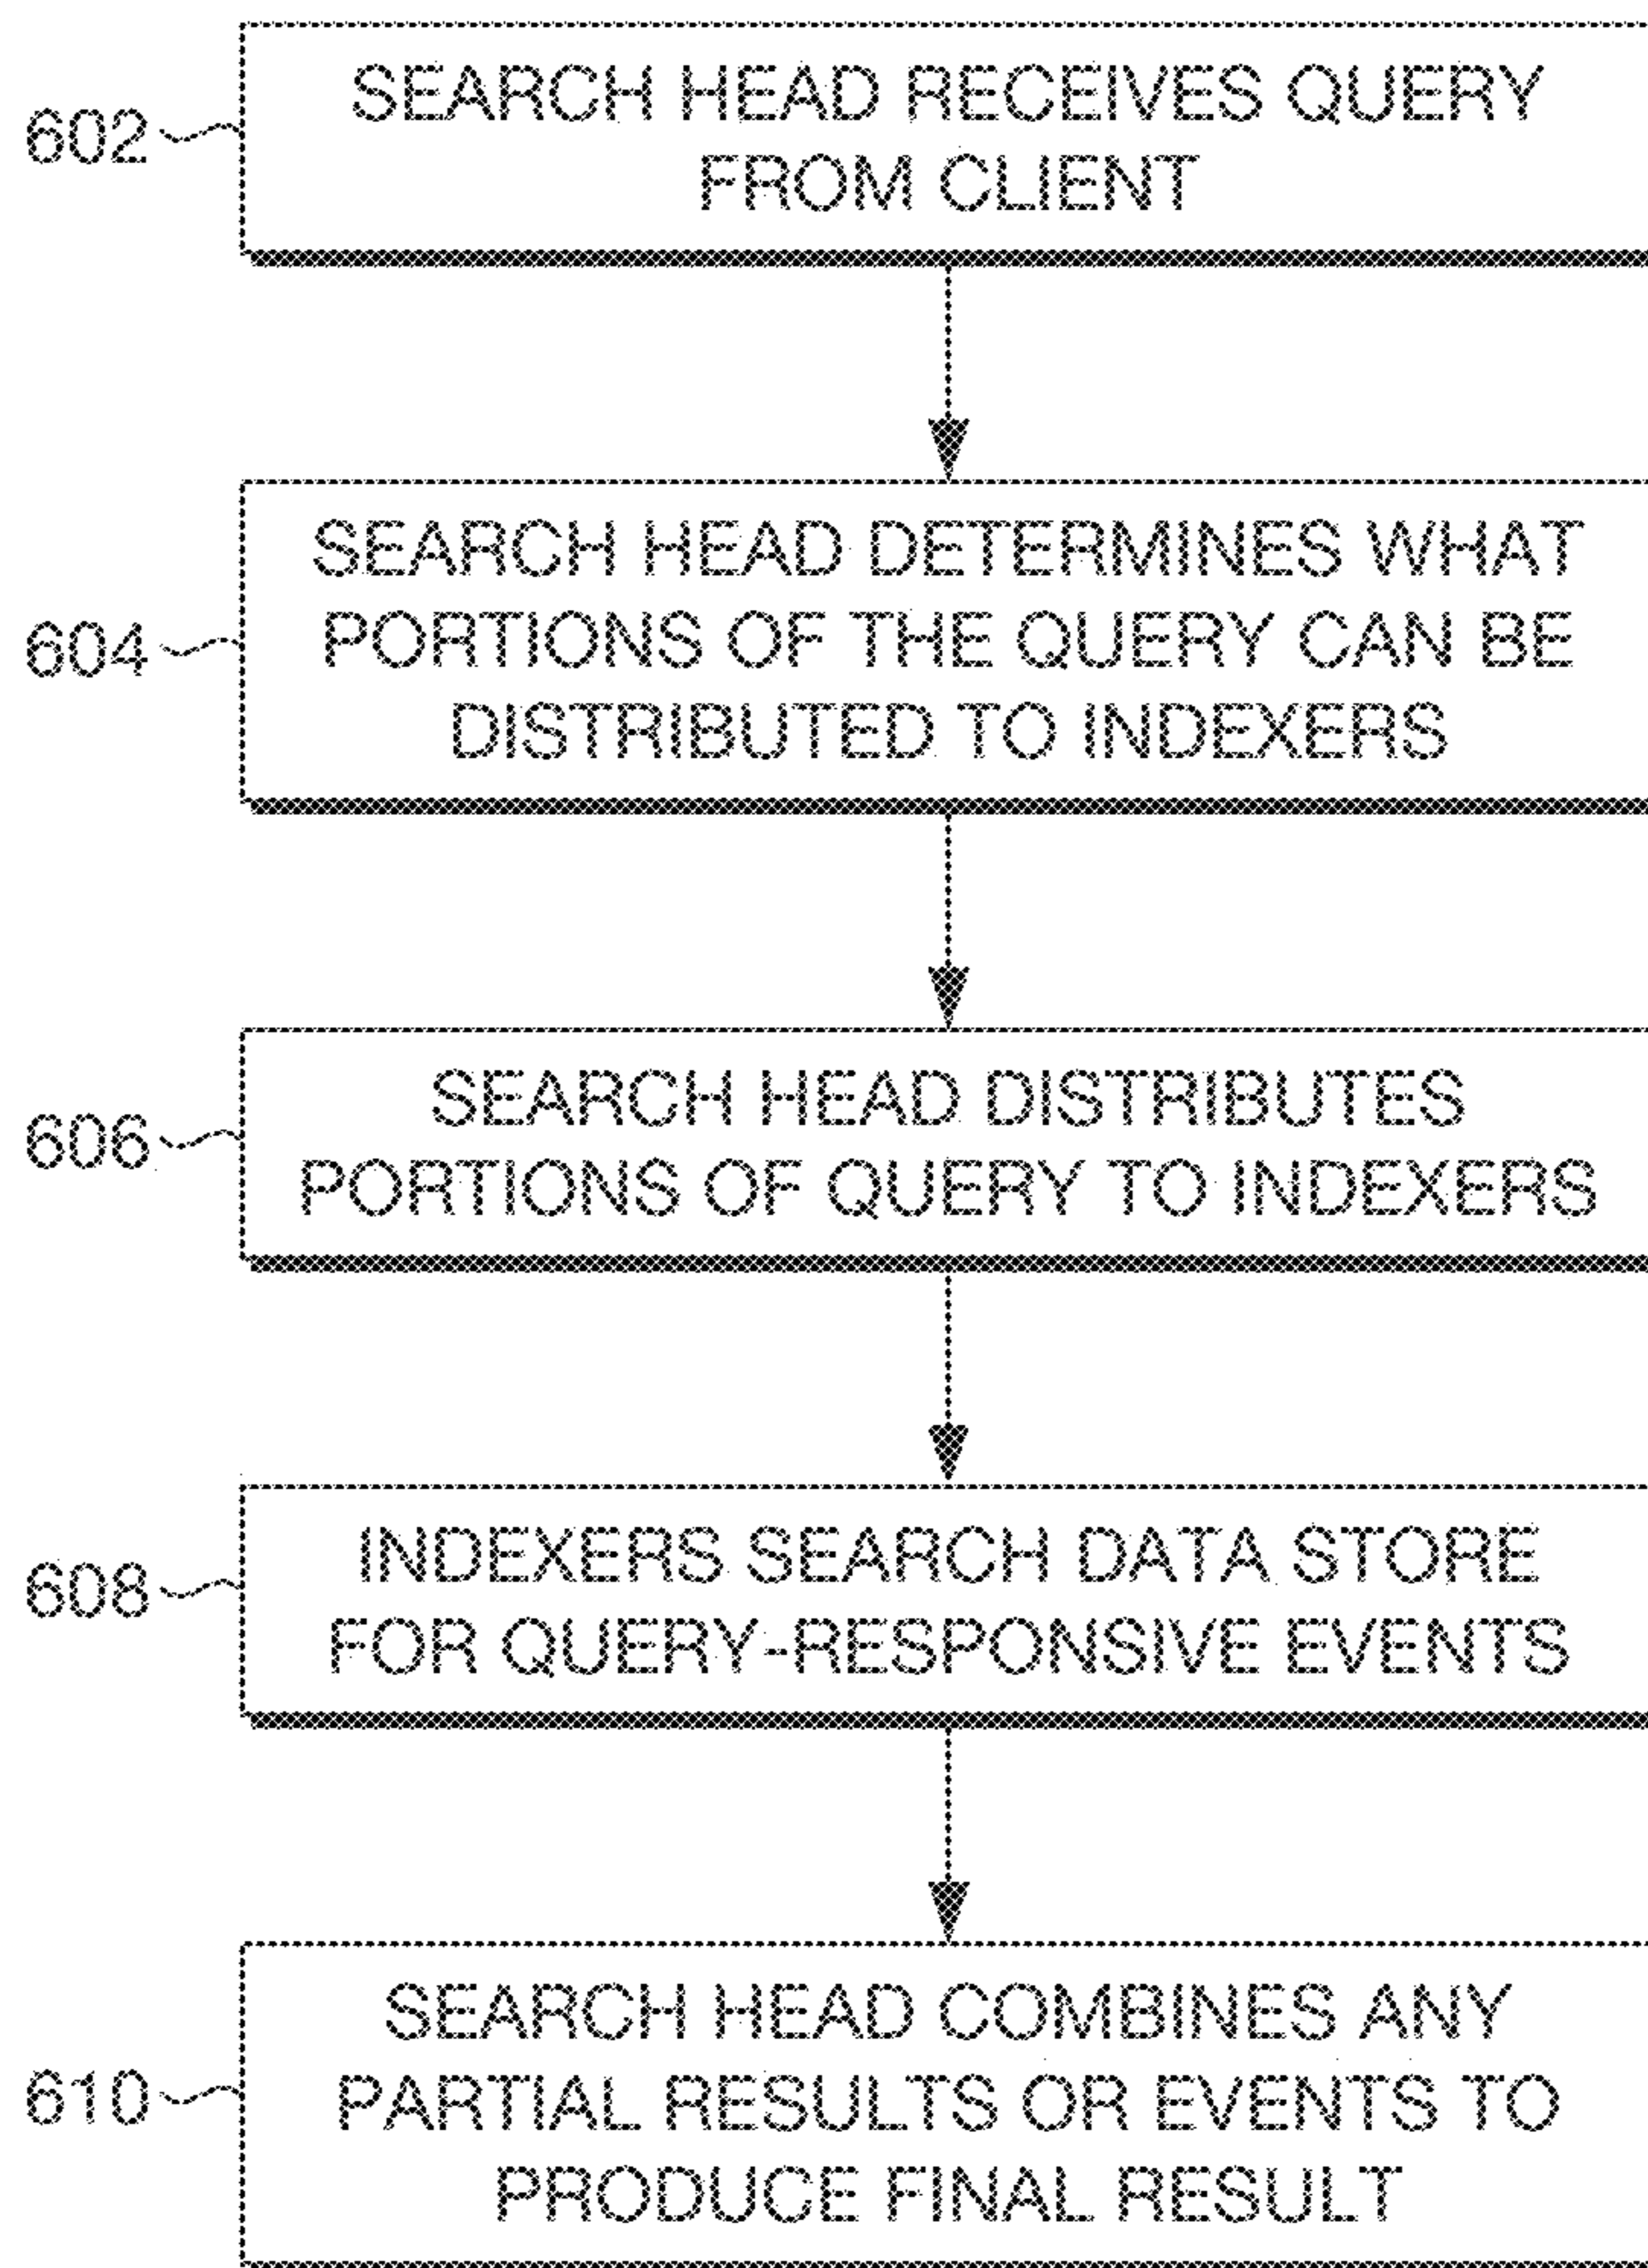 602
SEARCH HEAD RECEIVES QUERY
FROM CLIENT
604
SEARCH HEAD DETERMINES WHAT
PORTIONS OF THE QUERY CAN BE
DISTRIBUTED TO INDEXERS
606
SEARCH HEAD DISTRIBUTES
PORTIONS OF QUERY TO INDEXERS
608
INDEXERS SEARCH DATA STORE
FOR QUERY-RESPONSIVE EVENTS
610
SEARCH HEAD COMBINES ANY
PARTIAL RESULTS OR EVENTS TO
PRODUCE FINAL RESULT